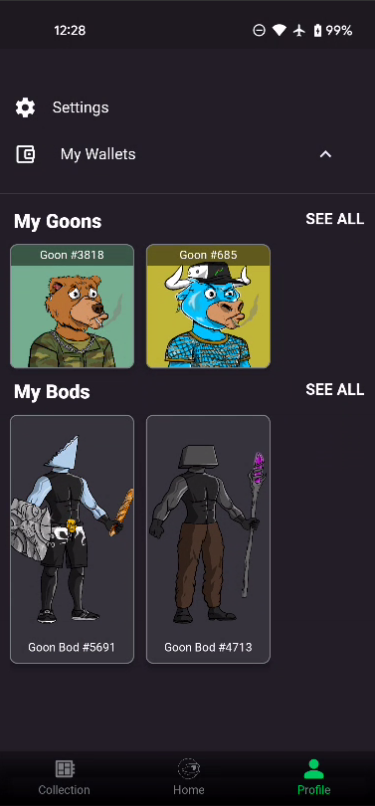 12:28
99%
Settings
My Wallets
My Goons
SEE ALL
Goon #3818
Goon #685
My Bods
SEE ALL
Goon Bod #5691
Goon Bod #4713
Collection
Home
Profile